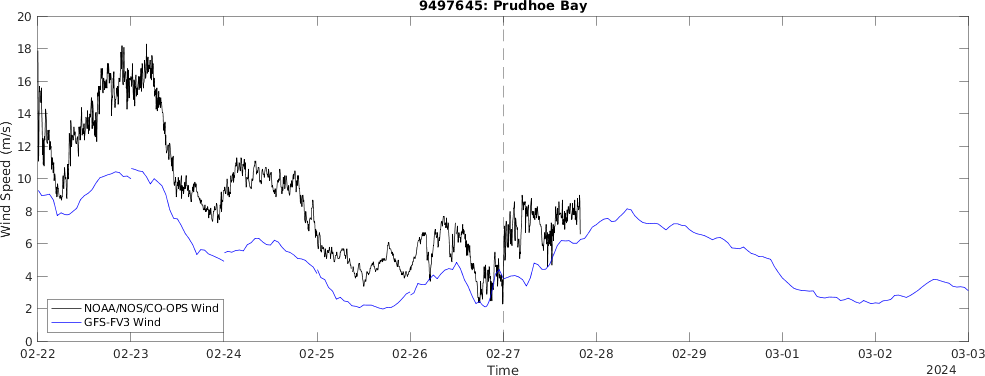 9497645: Prudhoe Bay
Wind Speed (m/s)
20
18
16
14
12
10
8
6
4
2
0
NOAA/NOS/CO-OPS Wind
GFS-FV3 Wind
02-22 02-23 02-24 02-25 02-26 02-27 02-28 02-29 03-01 03-02 03-03
Time
2024